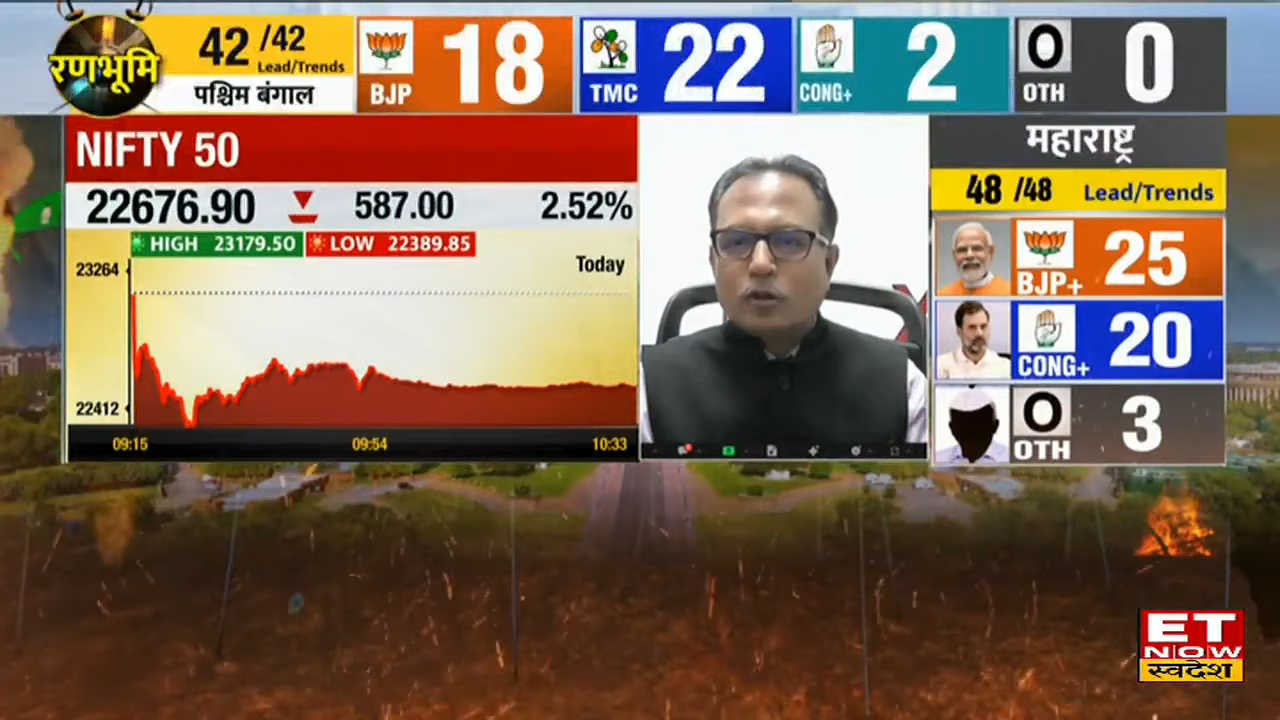 रणभूमि
42 /42
Lead/Trends
पश्चिम बंगाल
BJP
18
TMC
22
CONG+
2
OTH
0
NIFTY 50
22676.90 587.00 2.52%
HIGH 23179.50 LOW 22389.85
Today
23264
22412
09:15 09:54 10:33
महाराष्ट्र
48 /48 Lead/Trends
BJP+
25
CONG+
20
OTH
3
ET
NOW
स्वदेश